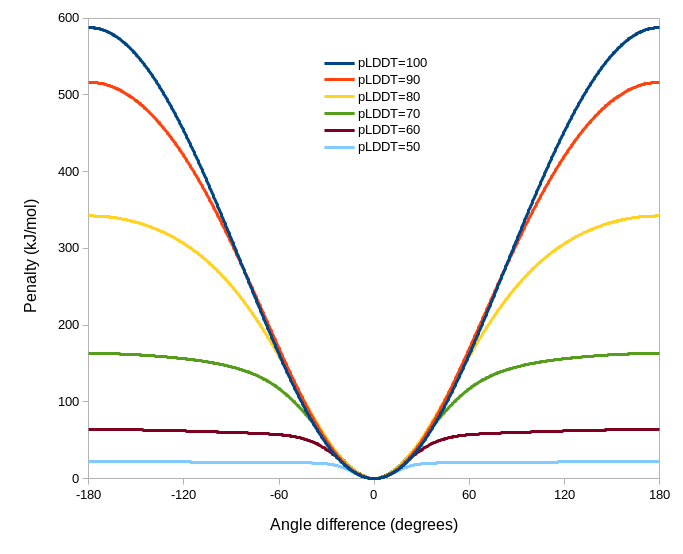 600
500
400
300
200
100
0
Penalty (kJ/mol)
pLDDT=100
pLDDT=90
pLDDT=80
pLDDT=70
pLDDT=60
pLDDT=50
-180 -120 -60 0 60 120 180
Angle difference (degrees)